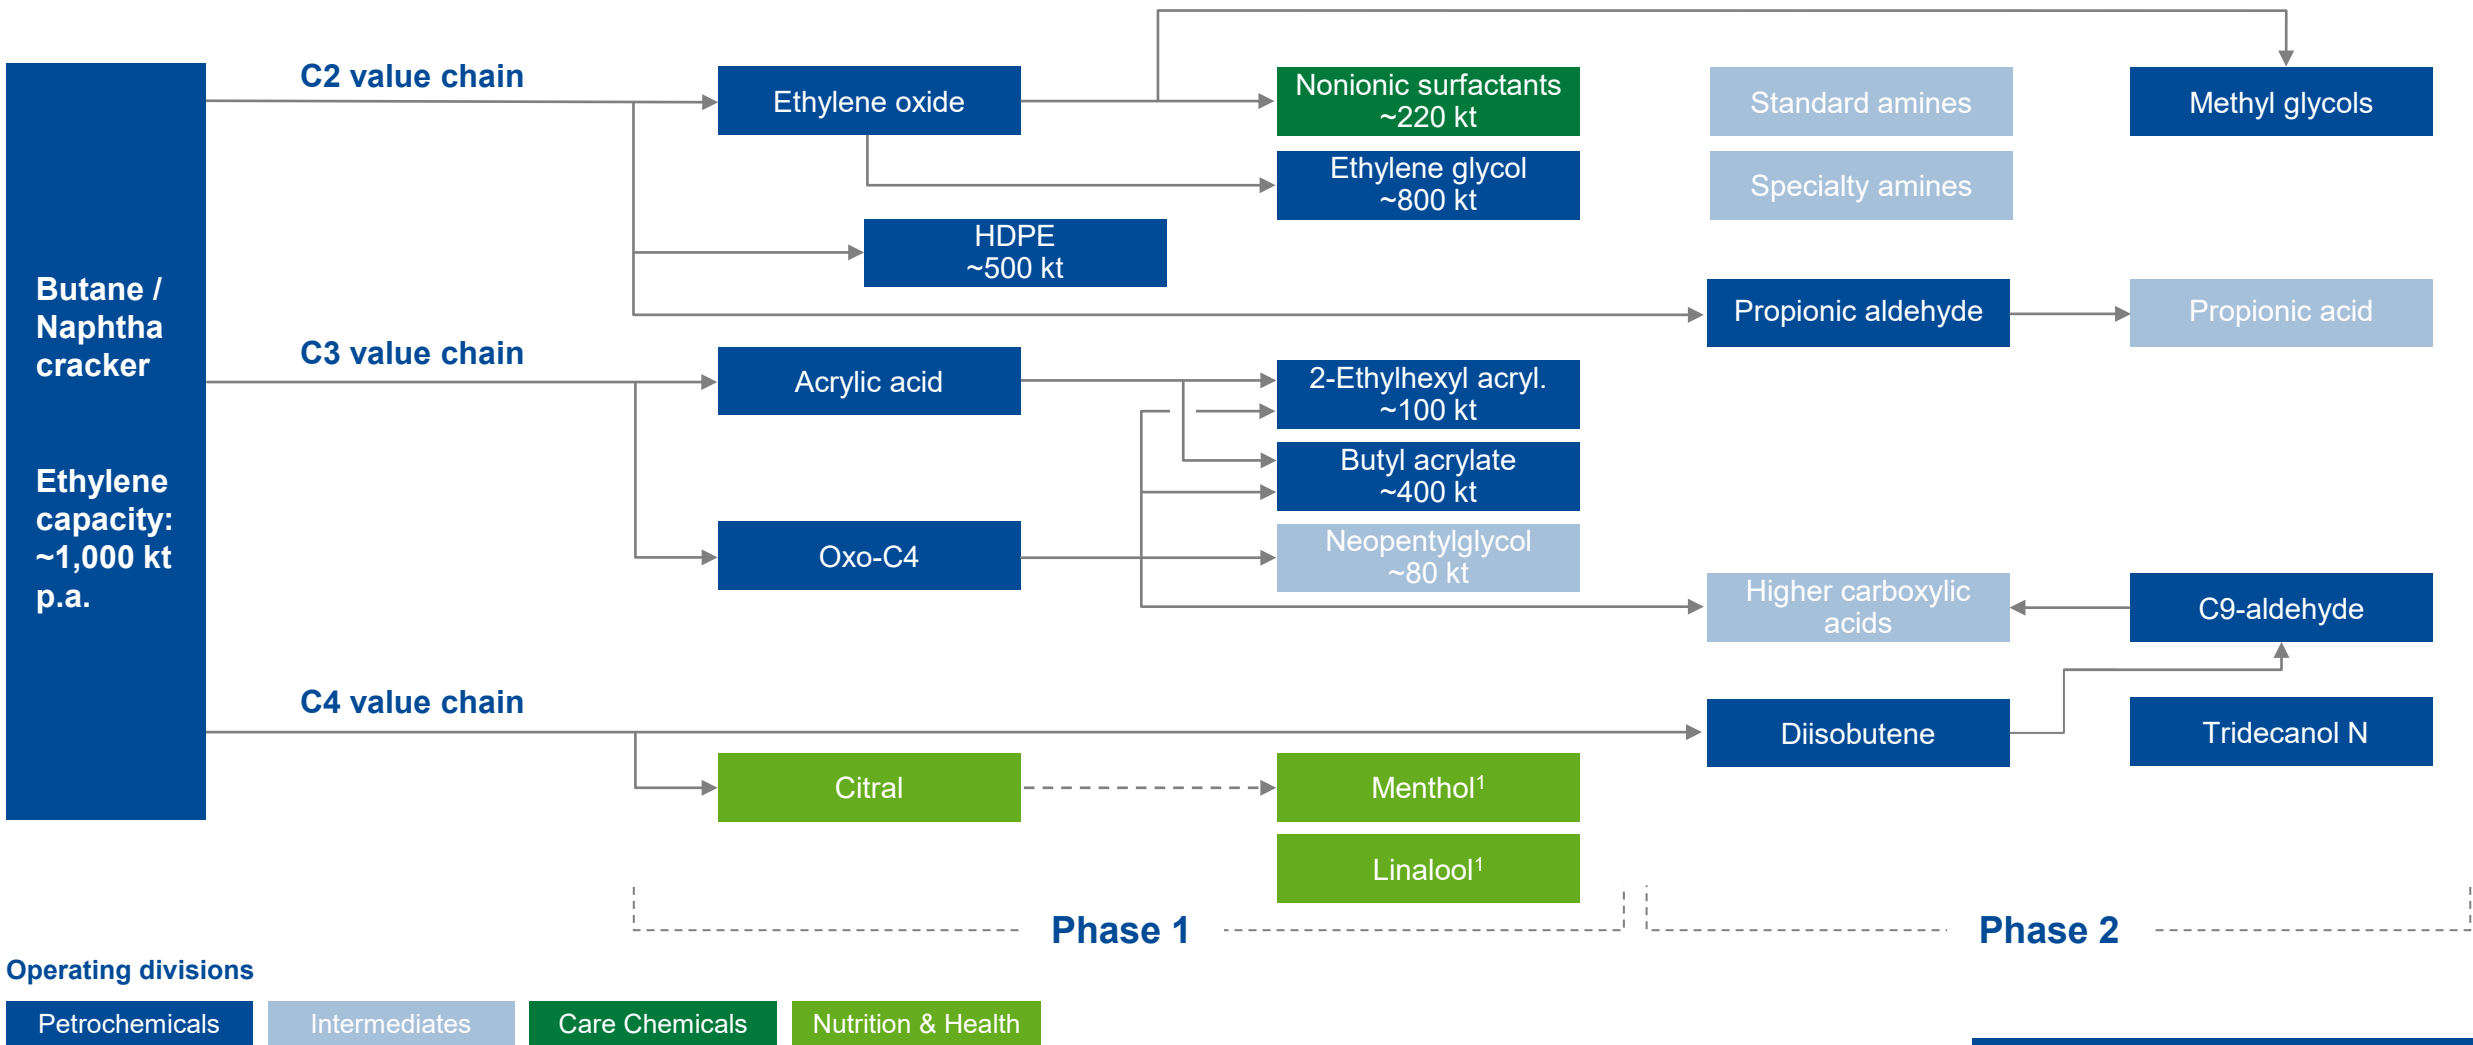 C2 value chain
Ethylene oxide
Nonionic surfactants
~220 kt
Standard amines
Methyl glycols
Ethylene glycol
~800 kt
Specialty amines
HDPE
~500 kt
Butane /
Naphtha
cracker
Ethylene
capacity:
~1,000 kt
p.a.
Propionic aldehyde
Propionic acid
C3 value chain
Acrylic acid
2-Ethylhexyl acryl.
~100 kt
Butyl acrylate
~400 kt
Oxo-C4
Neopentylglycol
~80 kt
Higher carboxylic
acids
C9-aldehyde
C4 value chain
Diisobutene
Tridecanol N
Citral
Menthol¹
Linalool¹
Phase 1
Phase 2
Operating divisions
Petrochemicals
Intermediates
Care Chemicals
Nutrition & Health